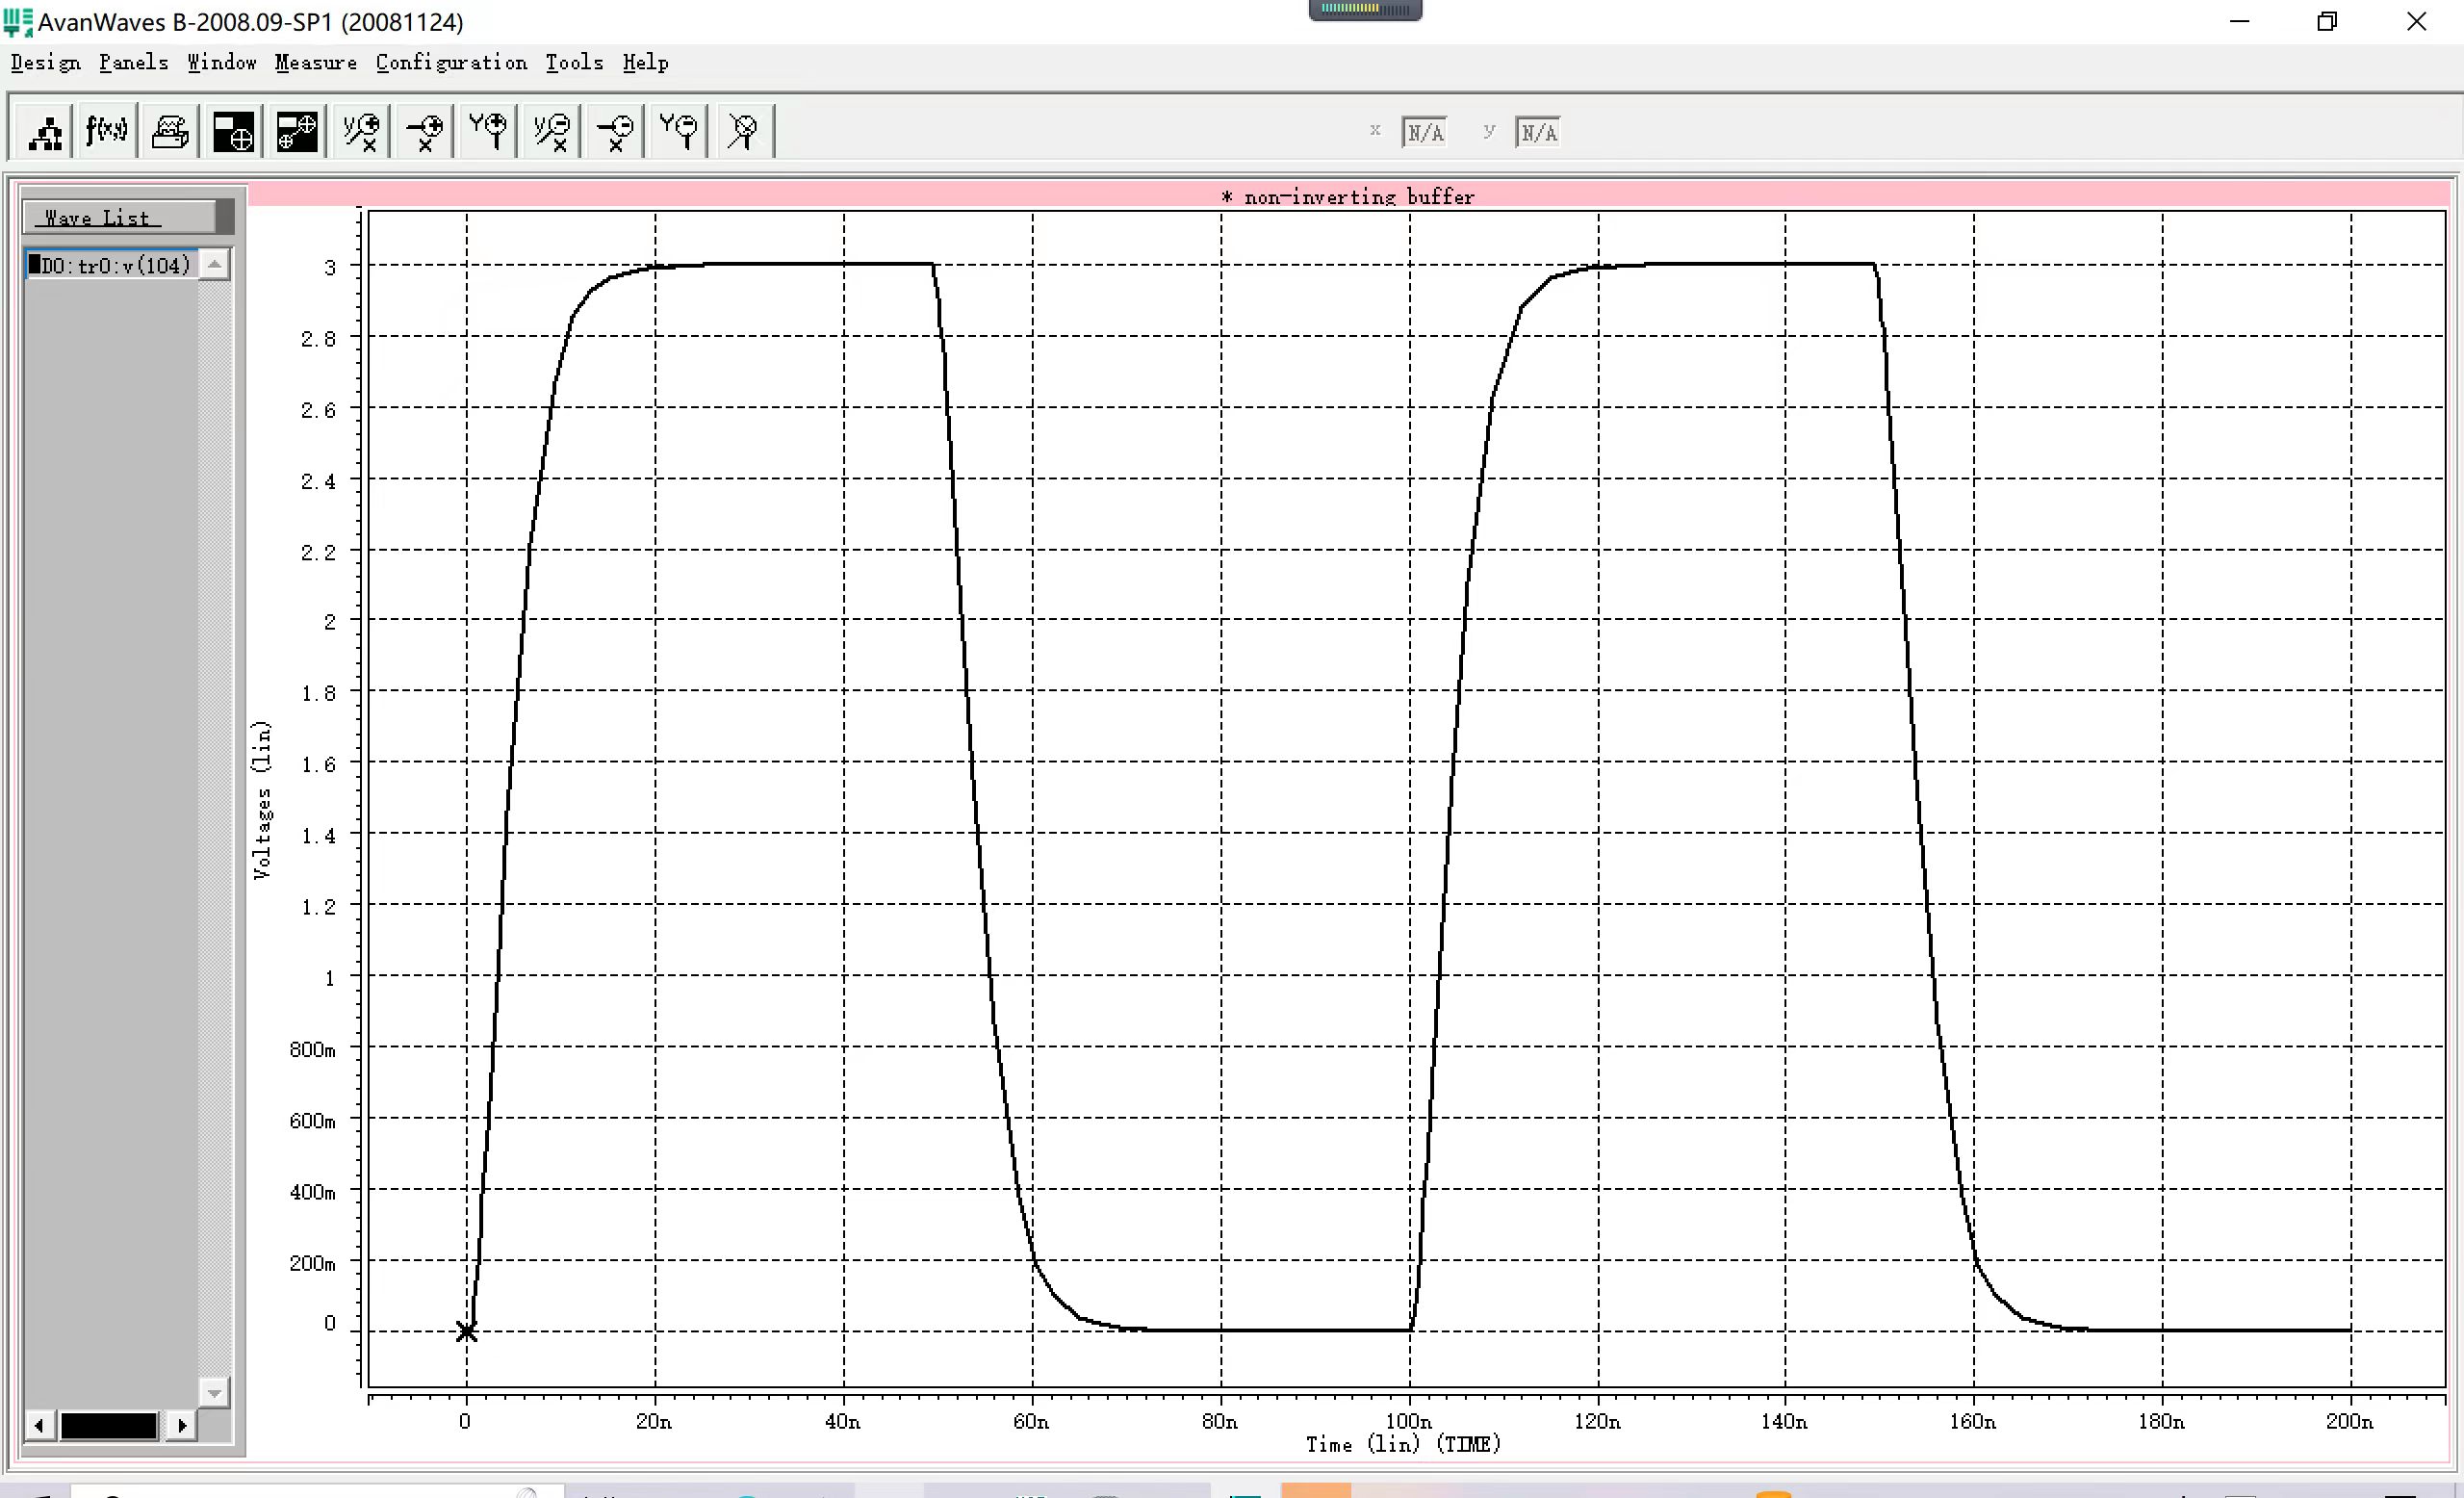 AvanWaves B-2008.09-SP1 (20081124)
Design Panels Window Measure Configuration Tools Help
f(x,y) x N/A y N/A
* non-inverting buffer
Wave List
D0:tr0:v(104)
3
2.8
2.6
2.4
2.2
2
1.8
1.6
1.4
1.2
1
800m
600m
400m
200m
0
Voltages (lin)
0 20n 40n 60n 80n 100n 120n 140n 160n 180n 200n
Time (lin) (TIME)